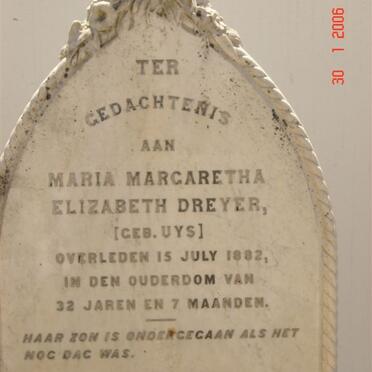 TER
GEDACHTENIS
AAN
MARIA MARGARETHA
ELIZABETH DREYER,
[GEB. UYS]
OVERLEDEN 15 JULY 1882,
IN DEN OUDERDOM VAN
32 JAREN EN 7 MAANDEN.
HAAR ZON IS ONDERGEGAAN ALS HET
NOG DAG WAS.
30 1 2006